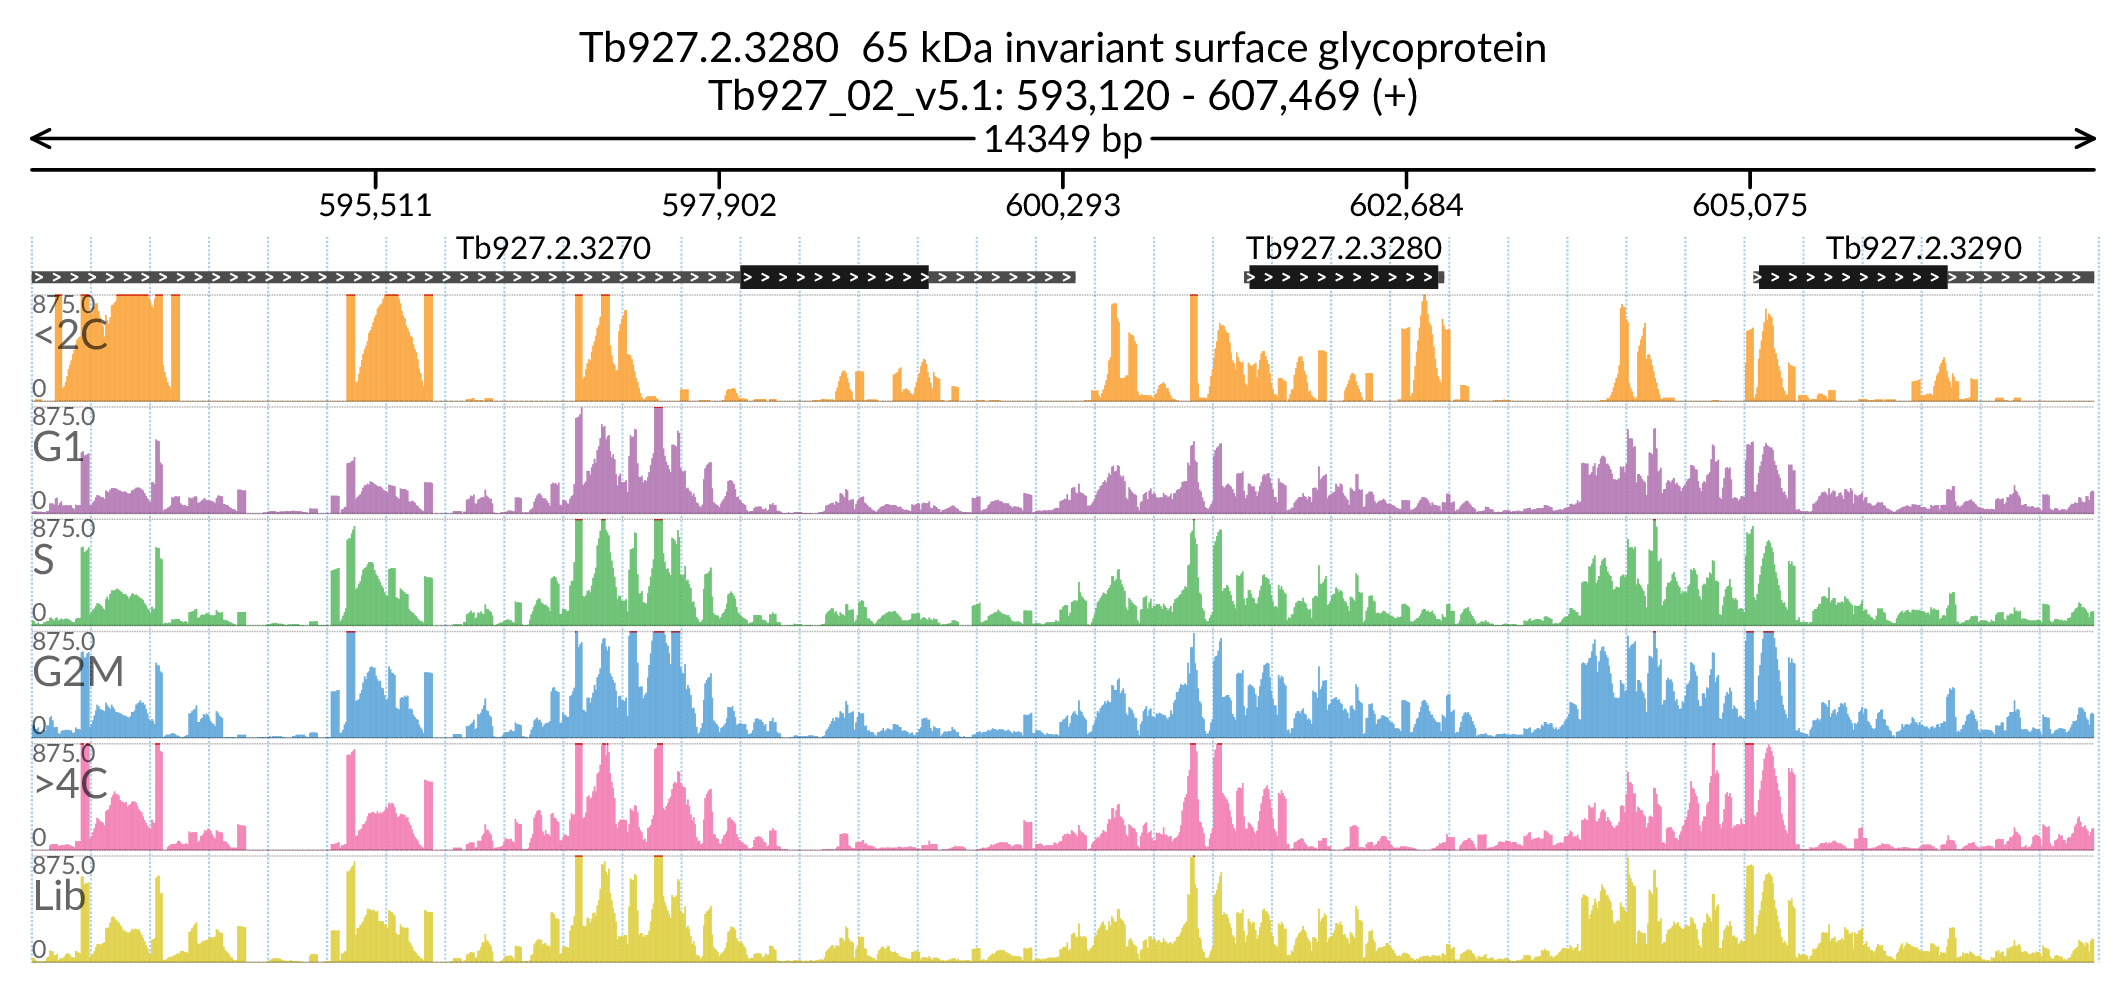 Tb927.2.3280  65 kDa invariant surface glycoprotein
Tb927_02_v5.1: 593,120 - 607,469 (+)
14349 bp
595,511 597,902 600,293 602,684 605,075
Tb927.2.3270 Tb927.2.3280 Tb927.2.3290
875.0
<2C
0
875.0
G1
0
875.0
S
0
875.0
G2M
0
875.0
>4C
0
875.0
Lib
0